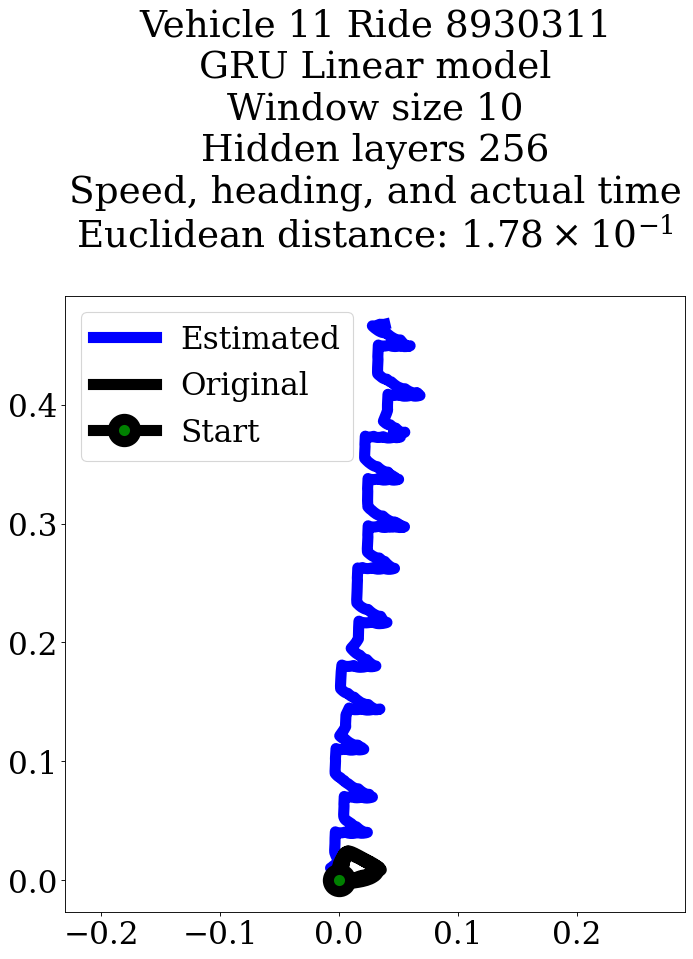 Vehicle 11 Ride 8930311
GRU Linear model
Window size 10
Hidden layers 256
Speed, heading, and actual time
Euclidean distance: 1.78 × 10⁻¹
Estimated
Original
Start
0.4
0.3
0.2
0.1
0.0
−0.2 −0.1 0.0 0.1 0.2